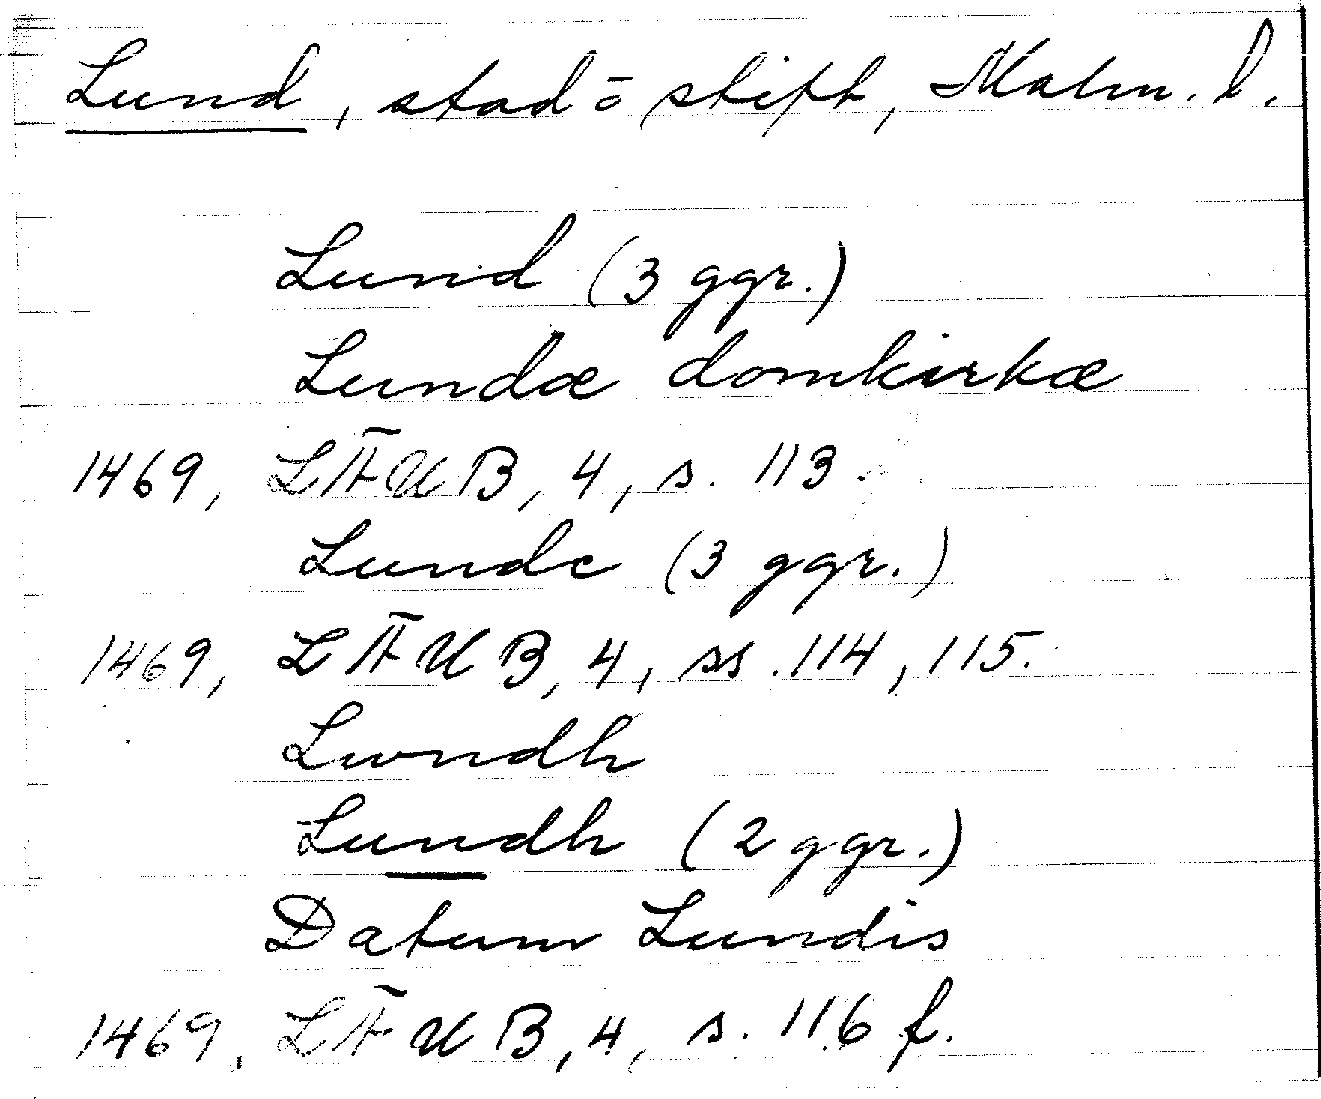 Lund, stad o stift, Malm. l.
Lund (3 ggr.)
Lundæ domkirkæ
1469, LÄUB, 4, s. 113.
Lunde (3 ggr.)
1469, LÄUB, 4, ss. 114, 115.
Lwndh
Lundh (2 ggr.)
Datum Lundis
1469, LÄUB, 4, s. 116 f.